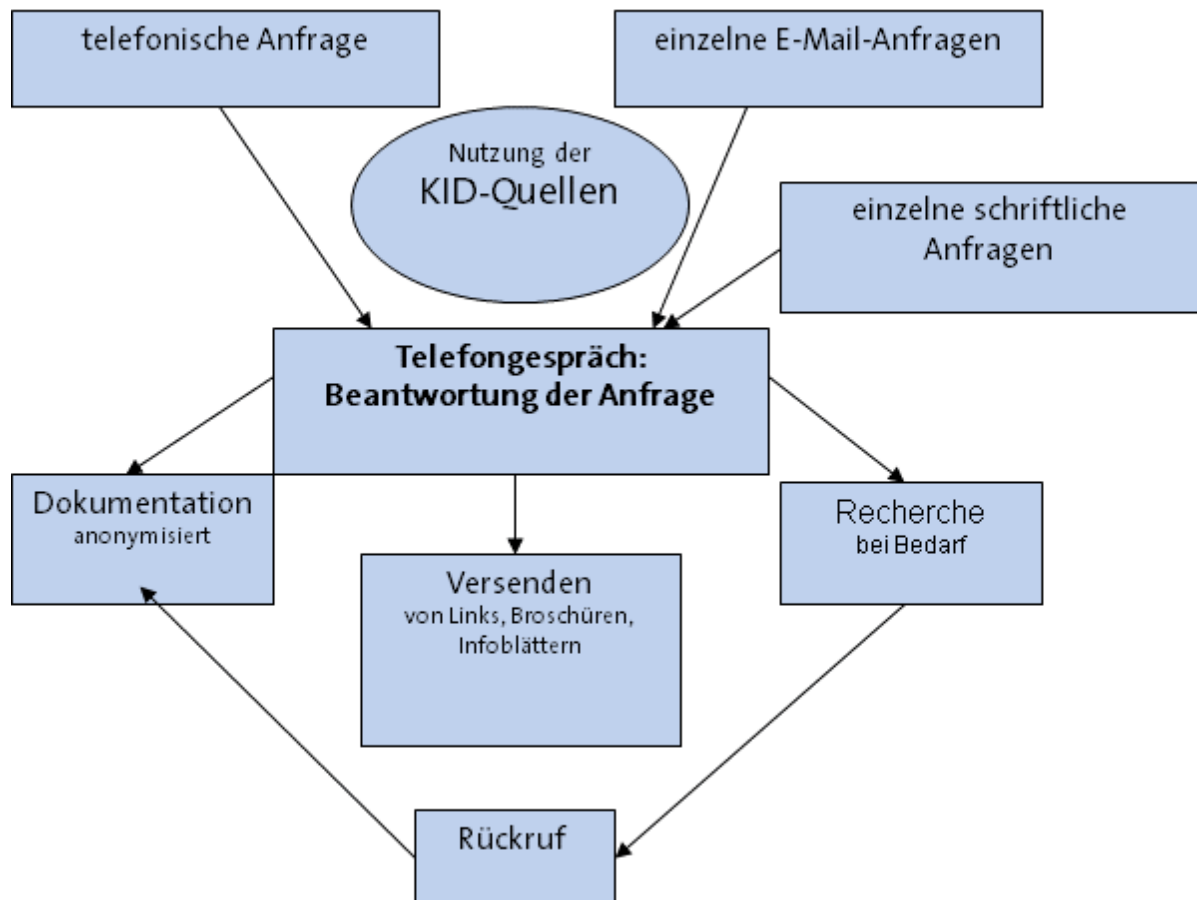 telefonische Anfrage
einzelne E-Mail-Anfragen
Nutzung der
KID-Quellen
einzelne schriftliche
Anfragen
Telefongespräch:
Beantwortung der Anfrage
Dokumentation
anonymisiert
Versenden
von Links, Broschüren,
Infoblättern
Recherche
bei Bedarf
Rückruf